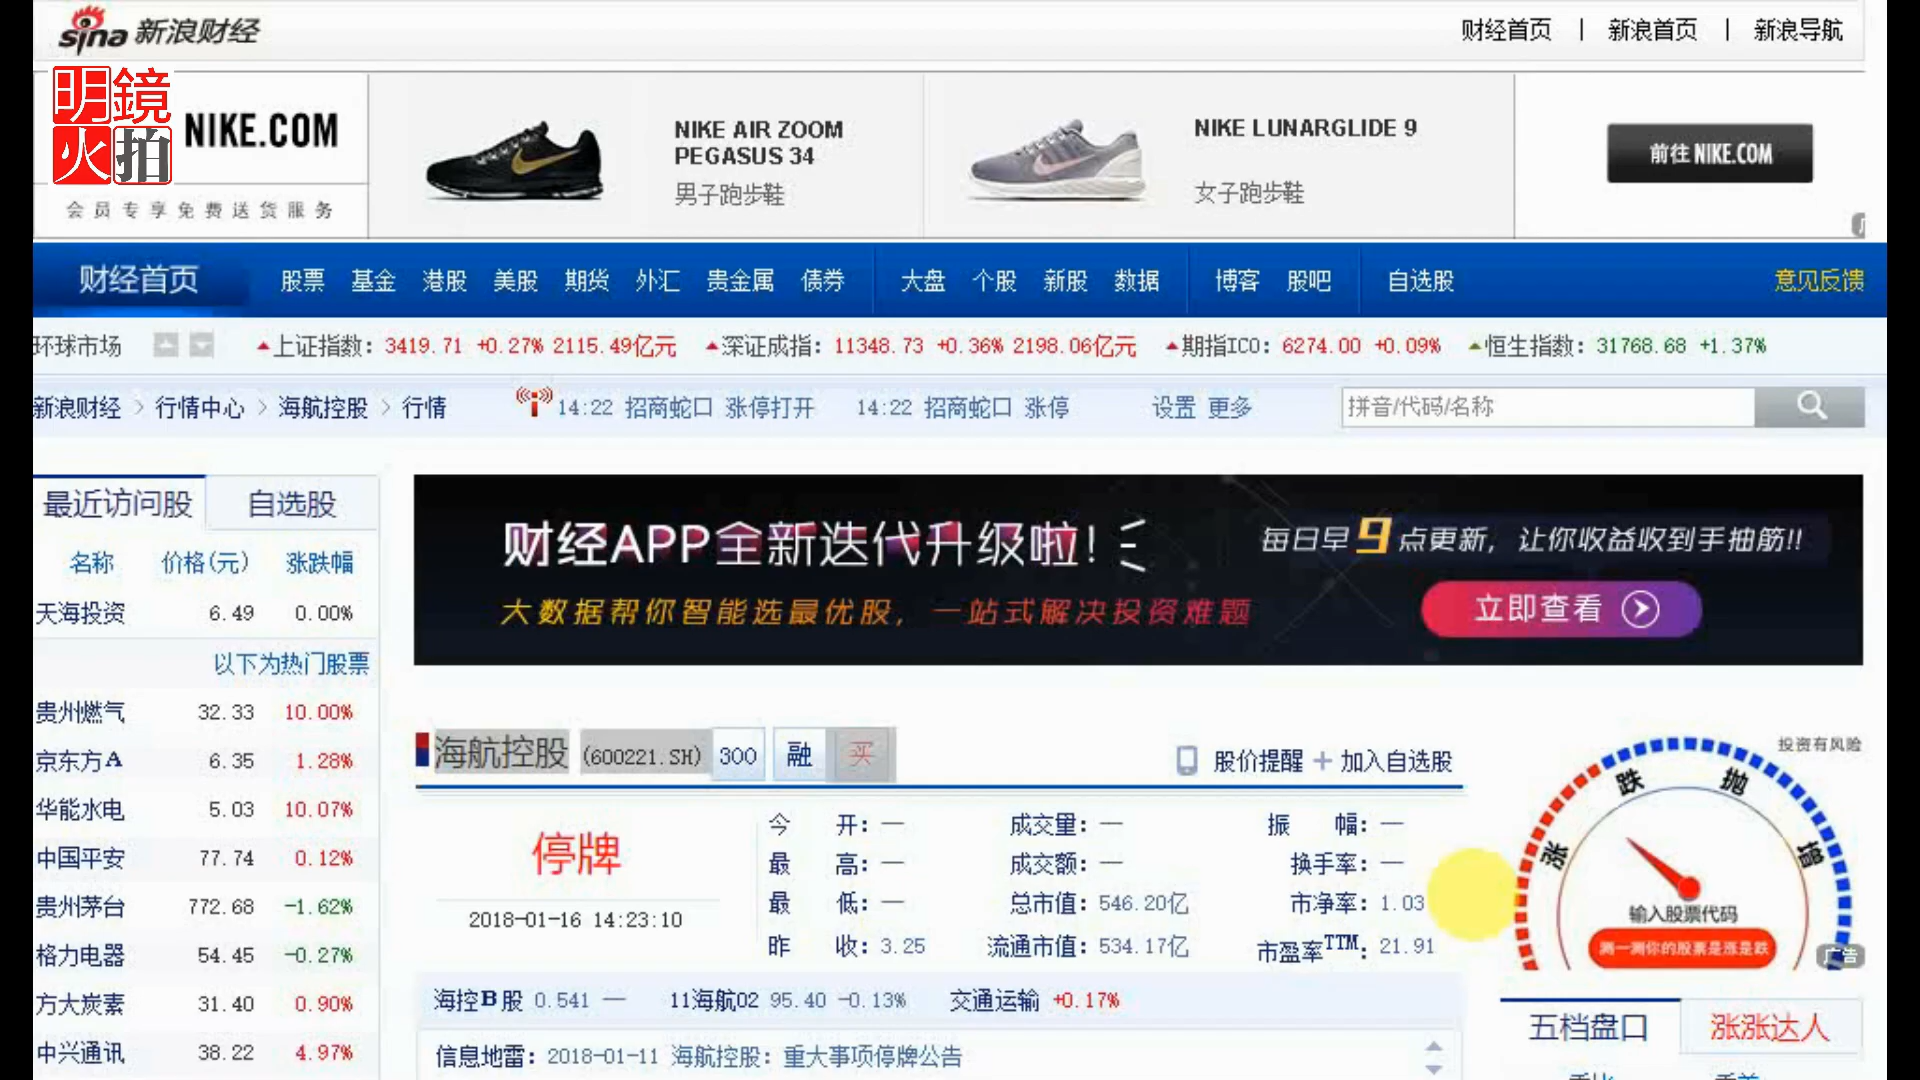 sina 新浪财经
财经首页 | 新浪首页 | 新浪导航
明鏡
火拍
NIKE.COM
会员专享免费送货服务
NIKE AIR ZOOM
PEGASUS 34
男子跑步鞋
NIKE LUNARGLIDE 9
女子跑步鞋
前往 NIKE.COM
财经首页 股票 基金 港股 美股 期货 外汇 贵金属 债券 大盘 个股 新股 数据 博客 股吧 自选股 意见反馈
环球市场 上证指数: 3419.71 +0.27% 2115.49亿元 深证成指: 11348.73 +0.36% 2198.06亿元 期指IC0: 6274.00 +0.09% 恒生指数: 31768.68 +1.37%
新浪财经 > 行情中心 > 海航控股 > 行情 14:22 招商蛇口 涨停打开 14:22 招商蛇口 涨停 设置 更多 拼音/代码/名称
最近访问股 自选股
名称 价格(元) 涨跌幅
天海投资 6.49 0.00%
以下为热门股票
贵州燃气 32.33 10.00%
京东方A 6.35 1.28%
华能水电 5.03 10.07%
中国平安 77.74 0.12%
贵州茅台 772.68 -1.62%
格力电器 54.45 -0.27%
方大炭素 31.40 0.90%
中兴通讯 38.22 4.97%
财经APP全新迭代升级啦!
大数据帮你智能选最优股，一站式解决投资难题
每日早9点更新，让你收益收到手抽筋!!
立即查看
海航控股 (600221.SH) 300 融 买
股价提醒 + 加入自选股
停牌
2018-01-16 14:23:10
今开: — 成交量: — 振幅: —
最高: — 成交额: — 换手率: —
最低: — 总市值: 546.20亿 市净率: 1.03
昨收: 3.25 流通市值: 534.17亿 市盈率TTM: 21.91
海控B股 0.541 — 11海航02 95.40 -0.13% 交通运输 +0.17%
信息地雷: 2018-01-11 海航控股: 重大事项停牌公告
投资有风险
涨 跌 抛 增
输入股票代码
测一测你的股票是涨是跌
广告
五档盘口 涨涨达人